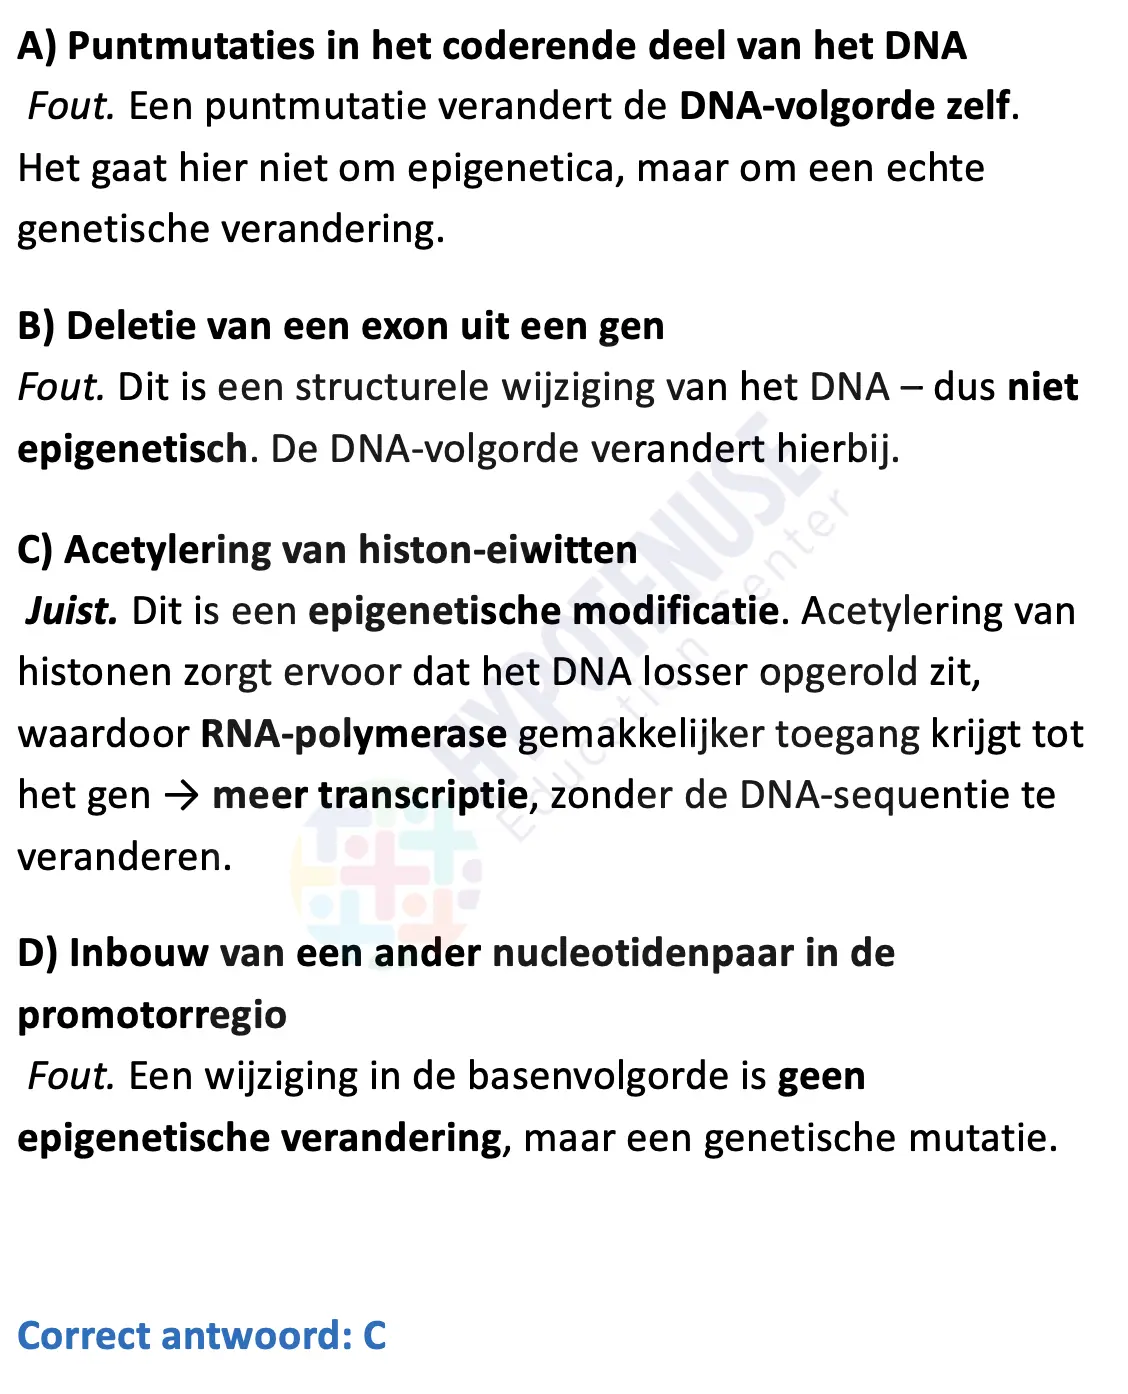 A) Puntmutaties in het coderende deel van het DNA
Fout. Een puntmutatie verandert de DNA-volgorde zelf.
Het gaat hier niet om epigenetica, maar om een echte
genetische verandering.
B) Deletie van een exon uit een gen
Fout. Dit is een structurele wijziging van het DNA – dus niet
epigenetisch. De DNA-volgorde verandert hierbij.
C) Acetylering van histon-eiwitten
Juist. Dit is een epigenetische modificatie. Acetylering van
histonen zorgt ervoor dat het DNA losser opgerold zit,
waardoor RNA-polymerase gemakkelijker toegang krijgt tot
het gen → meer transcriptie, zonder de DNA-sequentie te
veranderen.
D) Inbouw van een ander nucleotidenpaar in de
promotorregio
Fout. Een wijziging in de basenvolgorde is geen
epigenetische verandering, maar een genetische mutatie.
Correct antwoord: C
HYPOTENUSE
Education Center